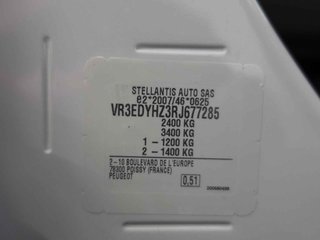 STELLANTIS AUTO SAS
e2*2007/46*0625
VR3EDYHZ3RJ677285
2400 KG
3400 KG
1 - 1200 KG
2 - 1400 KG
2 - 10 BOULEVARD DE L'EUROPE
78300 POISSY (FRANCE)
PEUGEOT
0.51